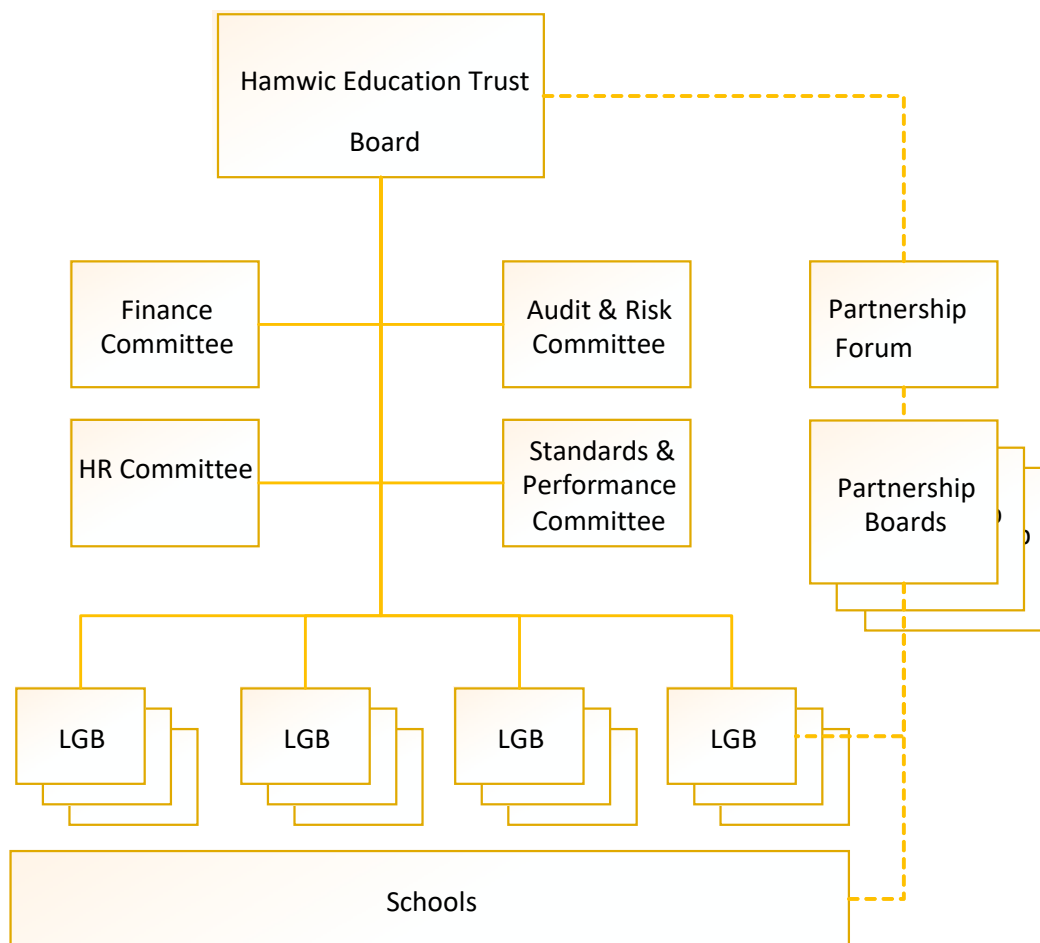 Hamwic Education Trust
Board
Finance
Committee
Audit & Risk
Committee
Partnership
Forum
HR Committee
Standards &
Performance
Committee
Partnership
Boards
LGB
LGB
LGB
LGB
Schools